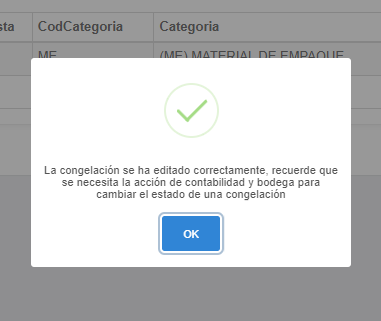 sta CodCategoria Categoria
ME (ME) MATERIAL DE EMPAQUE
La congelación se ha editado correctamente, recuerde que
se necesita la acción de contabilidad y bodega para
cambiar el estado de una congelación
OK